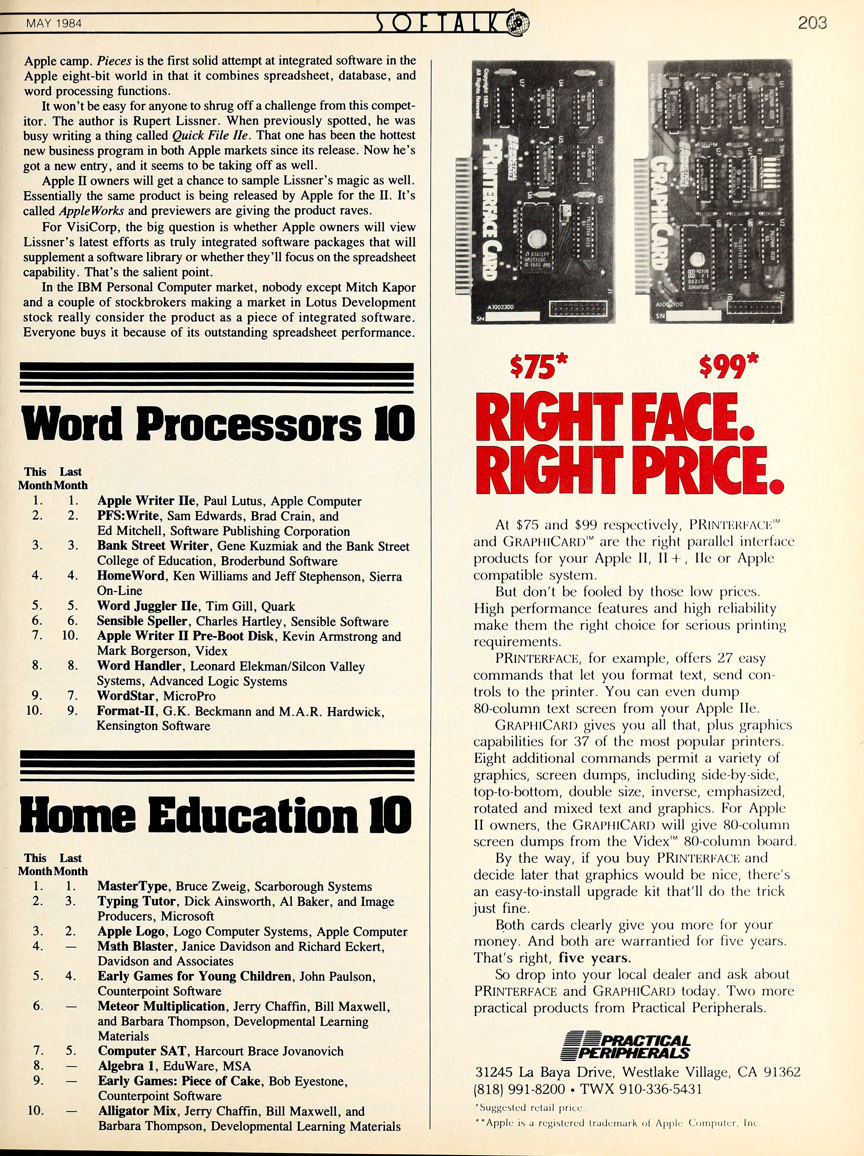 MAY 1984
SOFTALK
203
Apple camp. Pieces is the first solid attempt at integrated software in the
Apple eight-bit world in that it combines spreadsheet, database, and
word processing functions.
It won't be easy for anyone to shrug off a challenge from this compet-
itor. The author is Rupert Lissner. When previously spotted, he was
busy writing a thing called Quick File IIe. That one has been the hottest
new business program in both Apple markets since its release. Now he's
got a new entry, and it seems to be taking off as well.
Apple II owners will get a chance to sample Lissner's magic as well.
Essentially the same product is being released by Apple for the II. It's
called AppleWorks and previewers are giving the product raves.
For VisiCorp, the big question is whether Apple owners will view
Lissner's latest efforts as truly integrated software packages that will
supplement a software library or whether they'll focus on the spreadsheet
capability. That's the salient point.
In the IBM Personal Computer market, nobody except Mitch Kapor
and a couple of stockbrokers making a market in Lotus Development
stock really consider the product as a piece of integrated software.
Everyone buys it because of its outstanding spreadsheet performance.
Word Processors 10
This Last
Month Month
1. 1. Apple Writer IIe, Paul Lutus, Apple Computer
2. 2. PFS:Write, Sam Edwards, Brad Crain, and
Ed Mitchell, Software Publishing Corporation
3. 3. Bank Street Writer, Gene Kuzmiak and the Bank Street
College of Education, Broderbund Software
4. 4. HomeWord, Ken Williams and Jeff Stephenson, Sierra
On-Line
5. 5. Word Juggler IIe, Tim Gill, Quark
6. 6. Sensible Speller, Charles Hartley, Sensible Software
7. 10. Apple Writer II Pre-Boot Disk, Kevin Armstrong and
Mark Borgerson, Videx
8. 8. Word Handler, Leonard Elekman/Silcon Valley
Systems, Advanced Logic Systems
9. 7. WordStar, MicroPro
10. 9. Format-II, G.K. Beckmann and M.A.R. Hardwick,
Kensington Software
Home Education 10
This Last
Month Month
1. 1. MasterType, Bruce Zweig, Scarborough Systems
2. 3. Typing Tutor, Dick Ainsworth, Al Baker, and Image
Producers, Microsoft
3. 2. Apple Logo, Logo Computer Systems, Apple Computer
4. — Math Blaster, Janice Davidson and Richard Eckert,
Davidson and Associates
5. 4. Early Games for Young Children, John Paulson,
Counterpoint Software
6. — Meteor Multiplication, Jerry Chaffin, Bill Maxwell,
and Barbara Thompson, Developmental Learning
Materials
7. 5. Computer SAT, Harcourt Brace Jovanovich
8. — Algebra 1, EduWare, MSA
9. — Early Games: Piece of Cake, Bob Eyestone,
Counterpoint Software
10. — Alligator Mix, Jerry Chaffin, Bill Maxwell, and
Barbara Thompson, Developmental Learning Materials
Copyright 1983
All Rights Reserved
PRINTERFACE CARD
A1002300
SN
GRAPHICARD
SN
$75* $99*
RIGHT FACE.
RIGHT PRICE.
At $75 and $99 respectively, PRINTERFACE™
and GRAPHICARD™ are the right parallel interface
products for your Apple II, II+, IIe or Apple
compatible system.
But don't be fooled by those low prices.
High performance features and high reliability
make them the right choice for serious printing
requirements.
PRINTERFACE, for example, offers 27 easy
commands that let you format text, send con-
trols to the printer. You can even dump
80-column text screen from your Apple IIe.
GRAPHICARD gives you all that, plus graphics
capabilities for 37 of the most popular printers.
Eight additional commands permit a variety of
graphics, screen dumps, including side-by-side,
top-to-bottom, double size, inverse, emphasized,
rotated and mixed text and graphics. For Apple
II owners, the GRAPHICARD will give 80-column
screen dumps from the Videx™ 80-column board.
By the way, if you buy PRINTERFACE and
decide later that graphics would be nice, there's
an easy-to-install upgrade kit that'll do the trick
just fine.
Both cards clearly give you more for your
money. And both are warrantied for five years.
That's right, five years.
So drop into your local dealer and ask about
PRINTERFACE and GRAPHICARD today. Two more
practical products from Practical Peripherals.
PRACTICAL
PERIPHERALS
31245 La Baya Drive, Westlake Village, CA 91362
(818) 991-8200 • TWX 910-336-5431
*Suggested retail price.
**Apple is a registered trademark of Apple Computer, Inc.